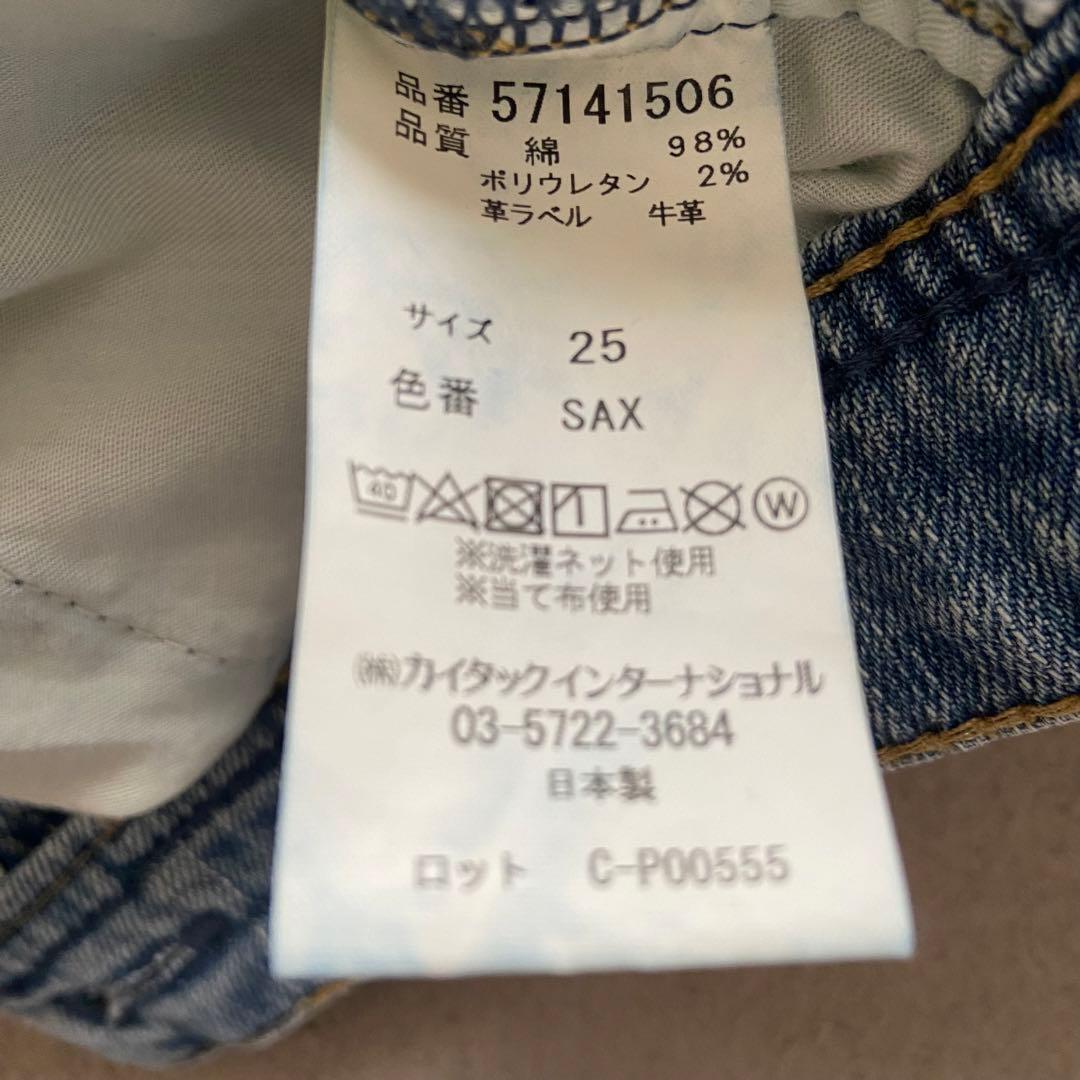 品番 57141506
品質 綿 98%
ポリウレタン 2%
革ラベル 牛革
サイズ 25
色番 SAX
40 W
※洗濯ネット使用
※当て布使用
㈱カイタックインターナショナル
03-5722-3684
日本製
ロット C-P00555